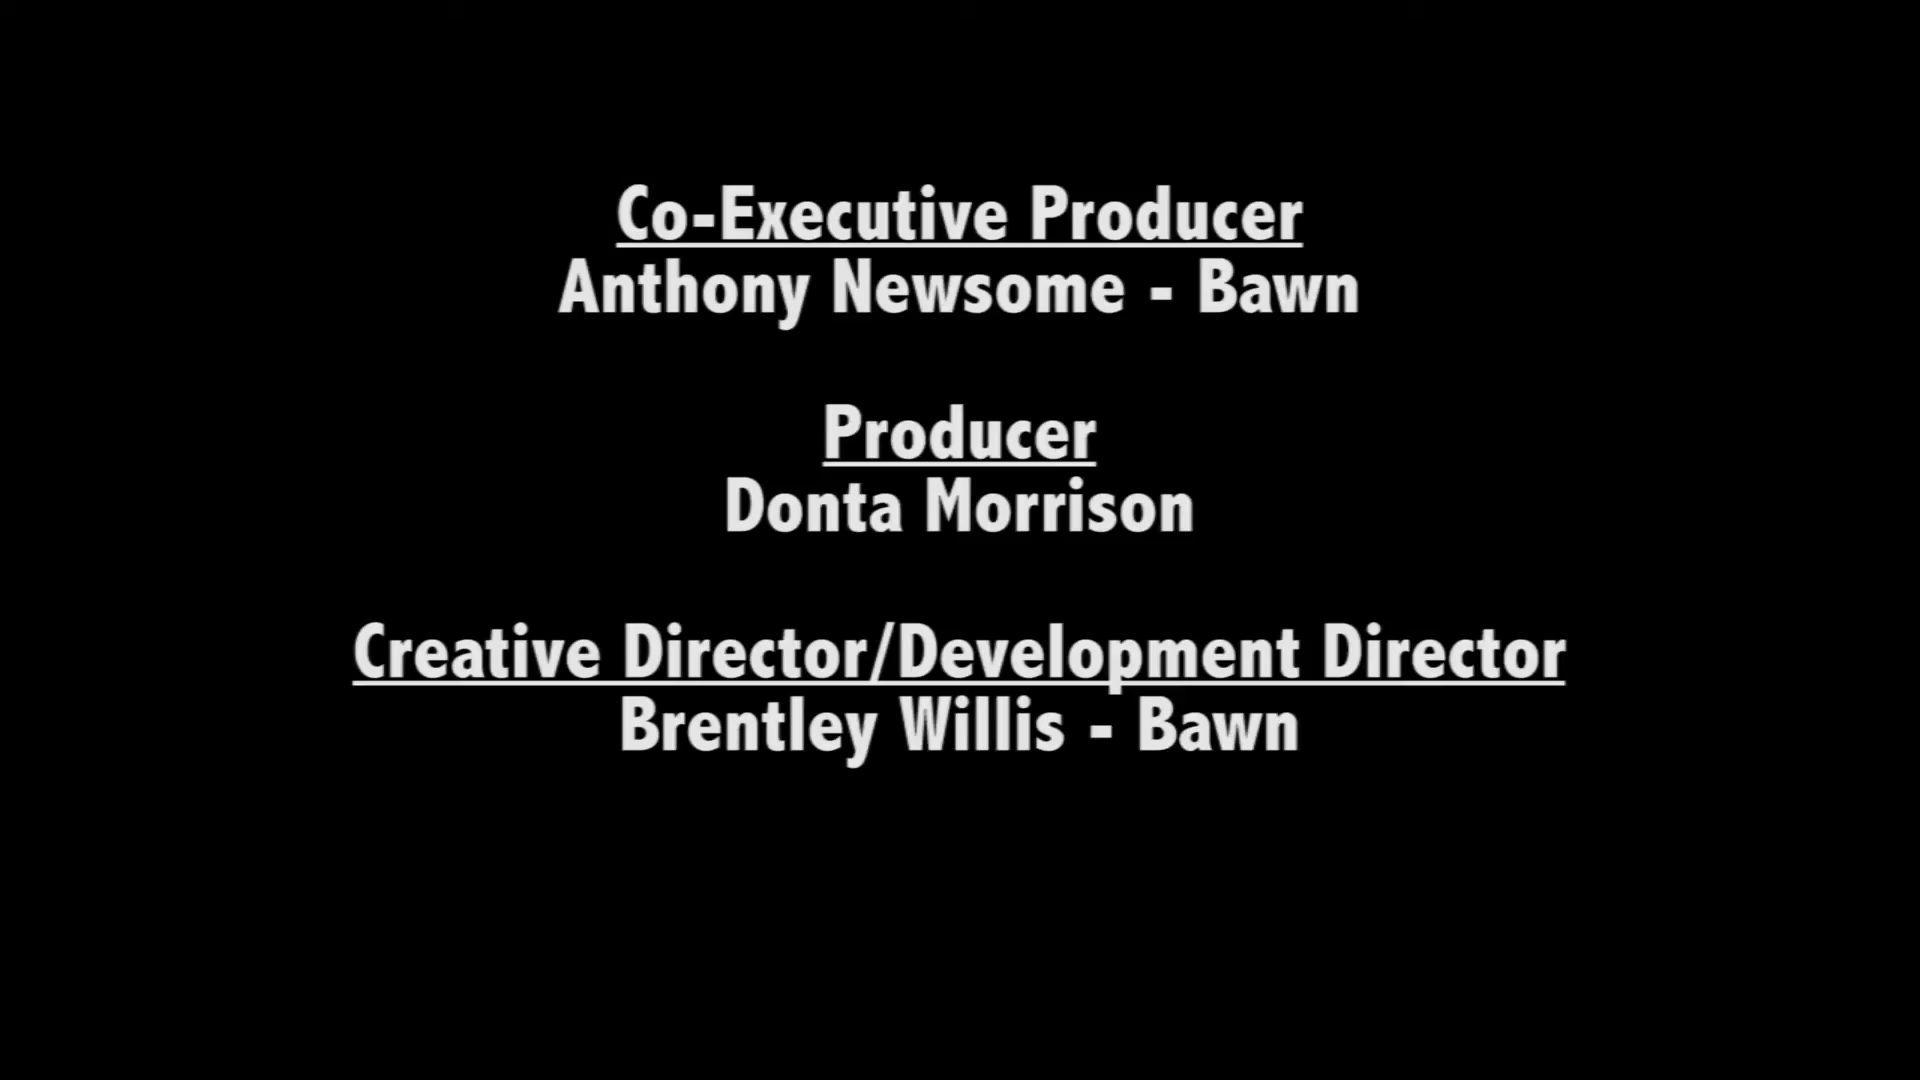 Co-Executive Producer
Anthony Newsome - Bawn
Producer
Donta Morrison
Creative Director/Development Director
Brentley Willis - Bawn